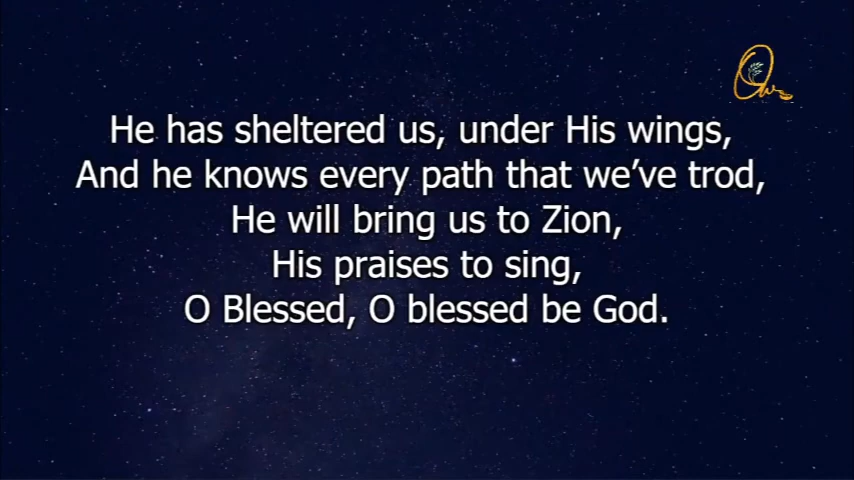 He has sheltered us, under His wings,
And he knows every path that we’ve trod,
He will bring us to Zion,
His praises to sing,
O Blessed, O blessed be God.